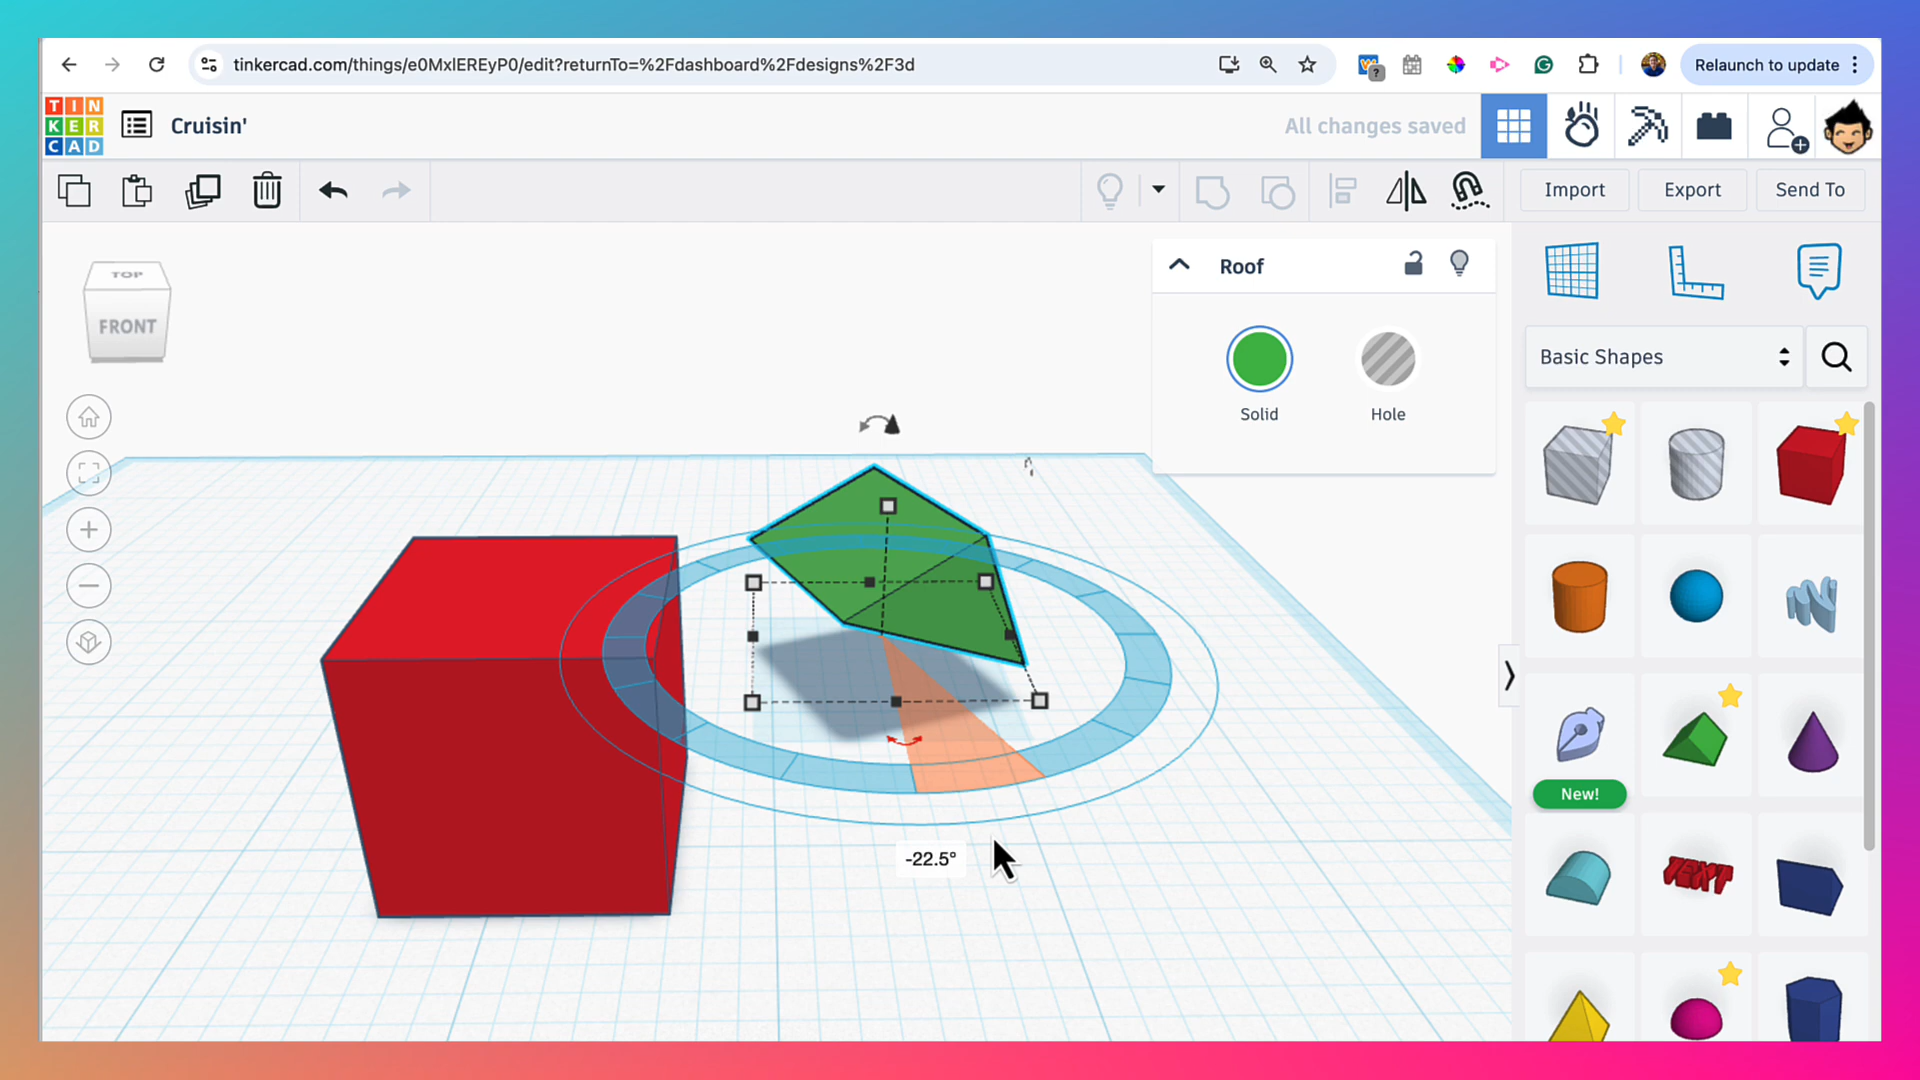 tinkercad.com/things/e0MxlEREyP0/edit?returnTo=%2Fdashboard%2Fdesigns%2F3d
Relaunch to update
TIN
KER
CAD
Cruisin'
All changes saved
Import
Export
Send To
TOP
FRONT
Roof
Solid
Hole
Basic Shapes
New!
TEXT
-22.5°